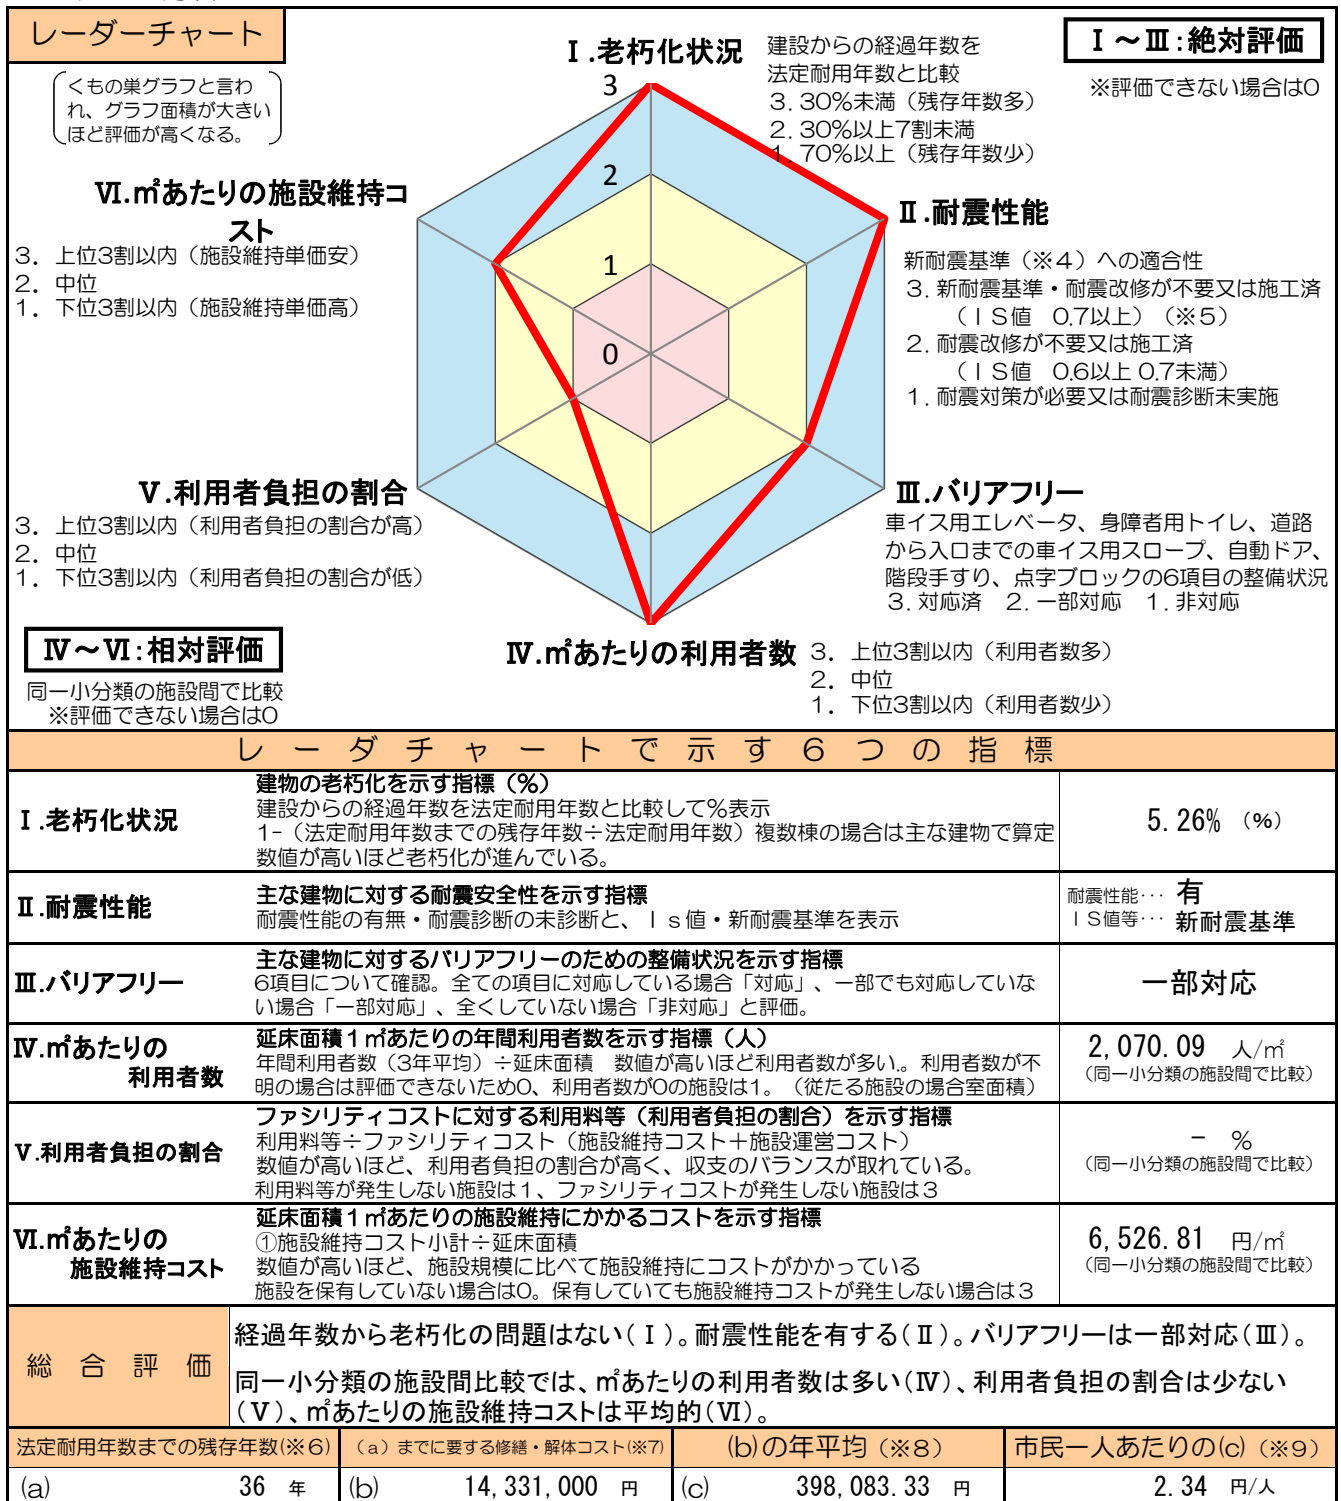 レーダーチャート
くもの巣グラフと言わ
れ、グラフ面積が大きい
ほど評価が高くなる。
Ⅰ～Ⅲ:絶対評価
※評価できない場合は0
Ⅰ.老朽化状況
建設からの経過年数を
法定耐用年数と比較
3. 30%未満（残存年数多）
2. 30%以上7割未満
1. 70%以上（残存年数少）
3
2
1
0
Ⅱ.耐震性能
新耐震基準（※4）への適合性
3. 新耐震基準・耐震改修が不要又は施工済
（ＩＳ値　0.7以上）（※5）
2. 耐震改修が不要又は施工済
（ＩＳ値　0.6以上 0.7未満）
1. 耐震対策が必要又は耐震診断未実施
Ⅵ.㎡あたりの施設維持コ
スト
3. 上位3割以内（施設維持単価安）
2. 中位
1. 下位3割以内（施設維持単価高）
Ⅴ.利用者負担の割合
3. 上位3割以内（利用者負担の割合が高）
2. 中位
1. 下位3割以内（利用者負担の割合が低）
Ⅲ.バリアフリー
車イス用エレベータ、身障者用トイレ、道路
から入口までの車イス用スロープ、自動ドア、
階段手すり、点字ブロックの6項目の整備状況
3. 対応済　2. 一部対応　1. 非対応
Ⅳ～Ⅵ:相対評価
同一小分類の施設間で比較
※評価できない場合は0
Ⅳ.㎡あたりの利用者数
3. 上位3割以内（利用者数多）
2. 中位
1. 下位3割以内（利用者数少）
レーダチャートで示す６つの指標
Ⅰ.老朽化状況
建物の老朽化を示す指標（%）
建設からの経過年数を法定耐用年数と比較して%表示
1-（法定耐用年数までの残存年数÷法定耐用年数）複数棟の場合は主な建物で算定
数値が高いほど老朽化が進んでいる。
5.26%（%）
Ⅱ.耐震性能
主な建物に対する耐震安全性を示す指標
耐震性能の有無・耐震診断の未診断と、Ｉｓ値・新耐震基準を表示
耐震性能… 有
ＩＳ値等… 新耐震基準
Ⅲ.バリアフリー
主な建物に対するバリアフリーのための整備状況を示す指標
6項目について確認。全ての項目に対応している場合「対応」、一部でも対応していな
い場合「一部対応」、全くしていない場合「非対応」と評価。
一部対応
Ⅳ.㎡あたりの
利用者数
延床面積１㎡あたりの年間利用者数を示す指標（人）
年間利用者数（3年平均）÷延床面積　数値が高いほど利用者数が多い。利用者数が不
明の場合は評価できないため0、利用者数が0の施設は1。（従たる施設の場合室面積）
2,070.09 人/㎡
（同一小分類の施設間で比較）
Ⅴ.利用者負担の割合
ファシリティコストに対する利用料等（利用者負担の割合）を示す指標
利用料等÷ファシリティコスト（施設維持コスト＋施設運営コスト）
数値が高いほど、利用者負担の割合が高く、収支のバランスが取れている。
利用料等が発生しない施設は１、ファシリティコストが発生しない施設は３
- %
（同一小分類の施設間で比較）
Ⅵ.㎡あたりの
施設維持コスト
延床面積１㎡あたりの施設維持にかかるコストを示す指標
①施設維持コスト小計÷延床面積
数値が高いほど、施設規模に比べて施設維持にコストがかかっている
施設を保有していない場合は0。保有していても施設維持コストが発生しない場合は３
6,526.81 円/㎡
（同一小分類の施設間で比較）
総合評価
経過年数から老朽化の問題はない(Ⅰ)。耐震性能を有する(Ⅱ)。バリアフリーは一部対応(Ⅲ)。
同一小分類の施設間比較では、㎡あたりの利用者数は多い(Ⅳ)、利用者負担の割合は少ない
(Ⅴ)、㎡あたりの施設維持コストは平均的(Ⅵ)。
法定耐用年数までの残存年数(※6)
（a）までに要する修繕・解体コスト(※7)
(b)の年平均（※8）
市民一人あたりの(c)（※9）
(a) 36 年
(b) 14,331,000 円
(c) 398,083.33 円
2.34 円/人